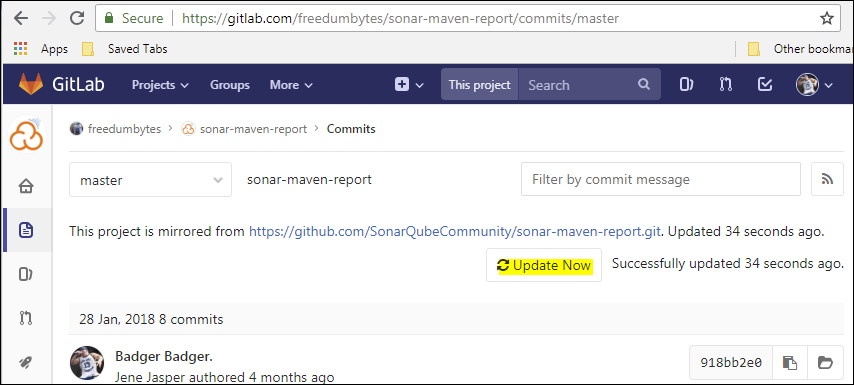 Secure https://gitlab.com/freedumbytes/sonar-maven-report/commits/master
Apps Saved Tabs Other bookmar
GitLab Projects Groups More This project Search
freedumbytes > sonar-maven-report > Commits
master sonar-maven-report Filter by commit message
This project is mirrored from https://github.com/SonarQubeCommunity/sonar-maven-report.git. Updated 34 seconds ago.
Update Now Successfully updated 34 seconds ago.
28 Jan, 2018 8 commits
Badger Badger. 918bb2e0
Jene Jasper authored 4 months ago